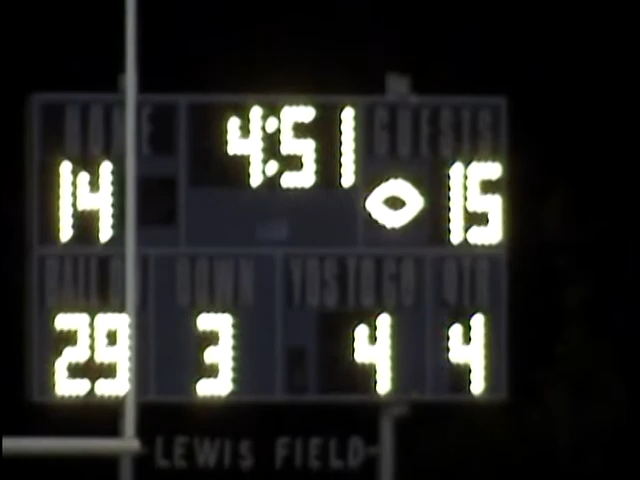 HOME 4:51 GUESTS
14 15
BALL ON DOWN YDS TO GO QTR
29 3 4 4
LEWIS FIELD